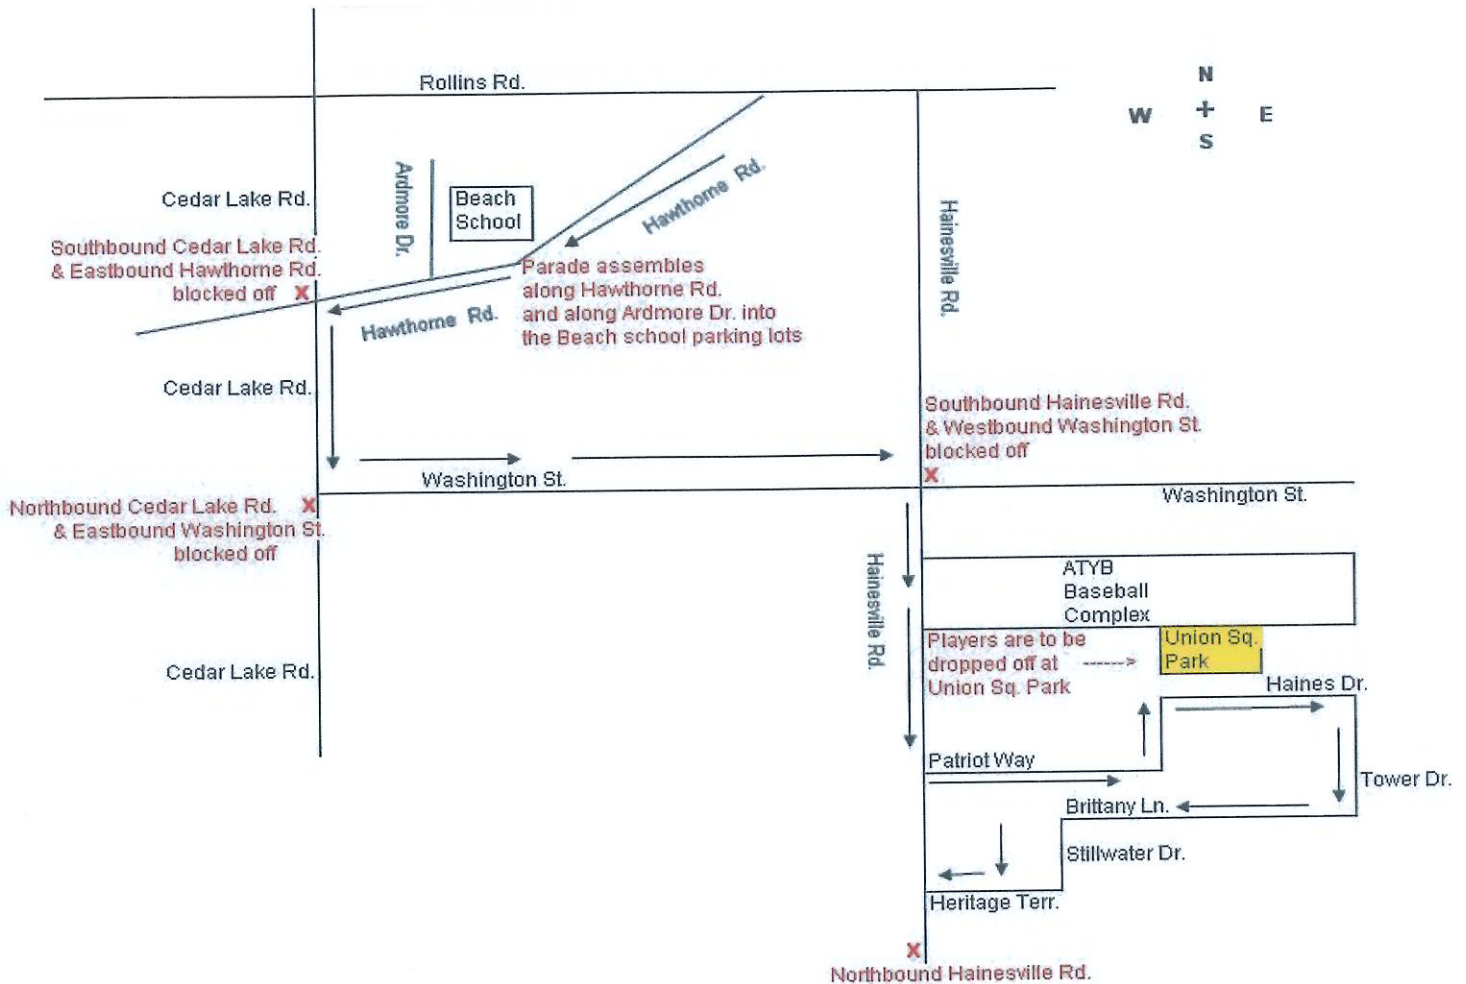 Rollins Rd.
N
W + E
S
Cedar Lake Rd.
Ardmore Dr.
Beach
School
Hawthorne Rd.
Hainesville Rd.
Southbound Cedar Lake Rd.
& Eastbound Hawthorne Rd.
blocked off X
Hawthorne Rd.
Parade assembles
along Hawthorne Rd.
and along Ardmore Dr. into
the Beach school parking lots
Cedar Lake Rd.
Southbound Hainesville Rd.
& Westbound Washington St.
blocked off
X
Washington St.
Washington St.
Northbound Cedar Lake Rd. X
& Eastbound Washington St.
blocked off
Hainesville Rd.
ATYB
Baseball
Complex
Players are to be
dropped off at
Union Sq. Park
Union Sq.
Park
Cedar Lake Rd.
Haines Dr.
Patriot Way
Tower Dr.
Brittany Ln.
Stillwater Dr.
Heritage Terr.
X
Northbound Hainesville Rd.